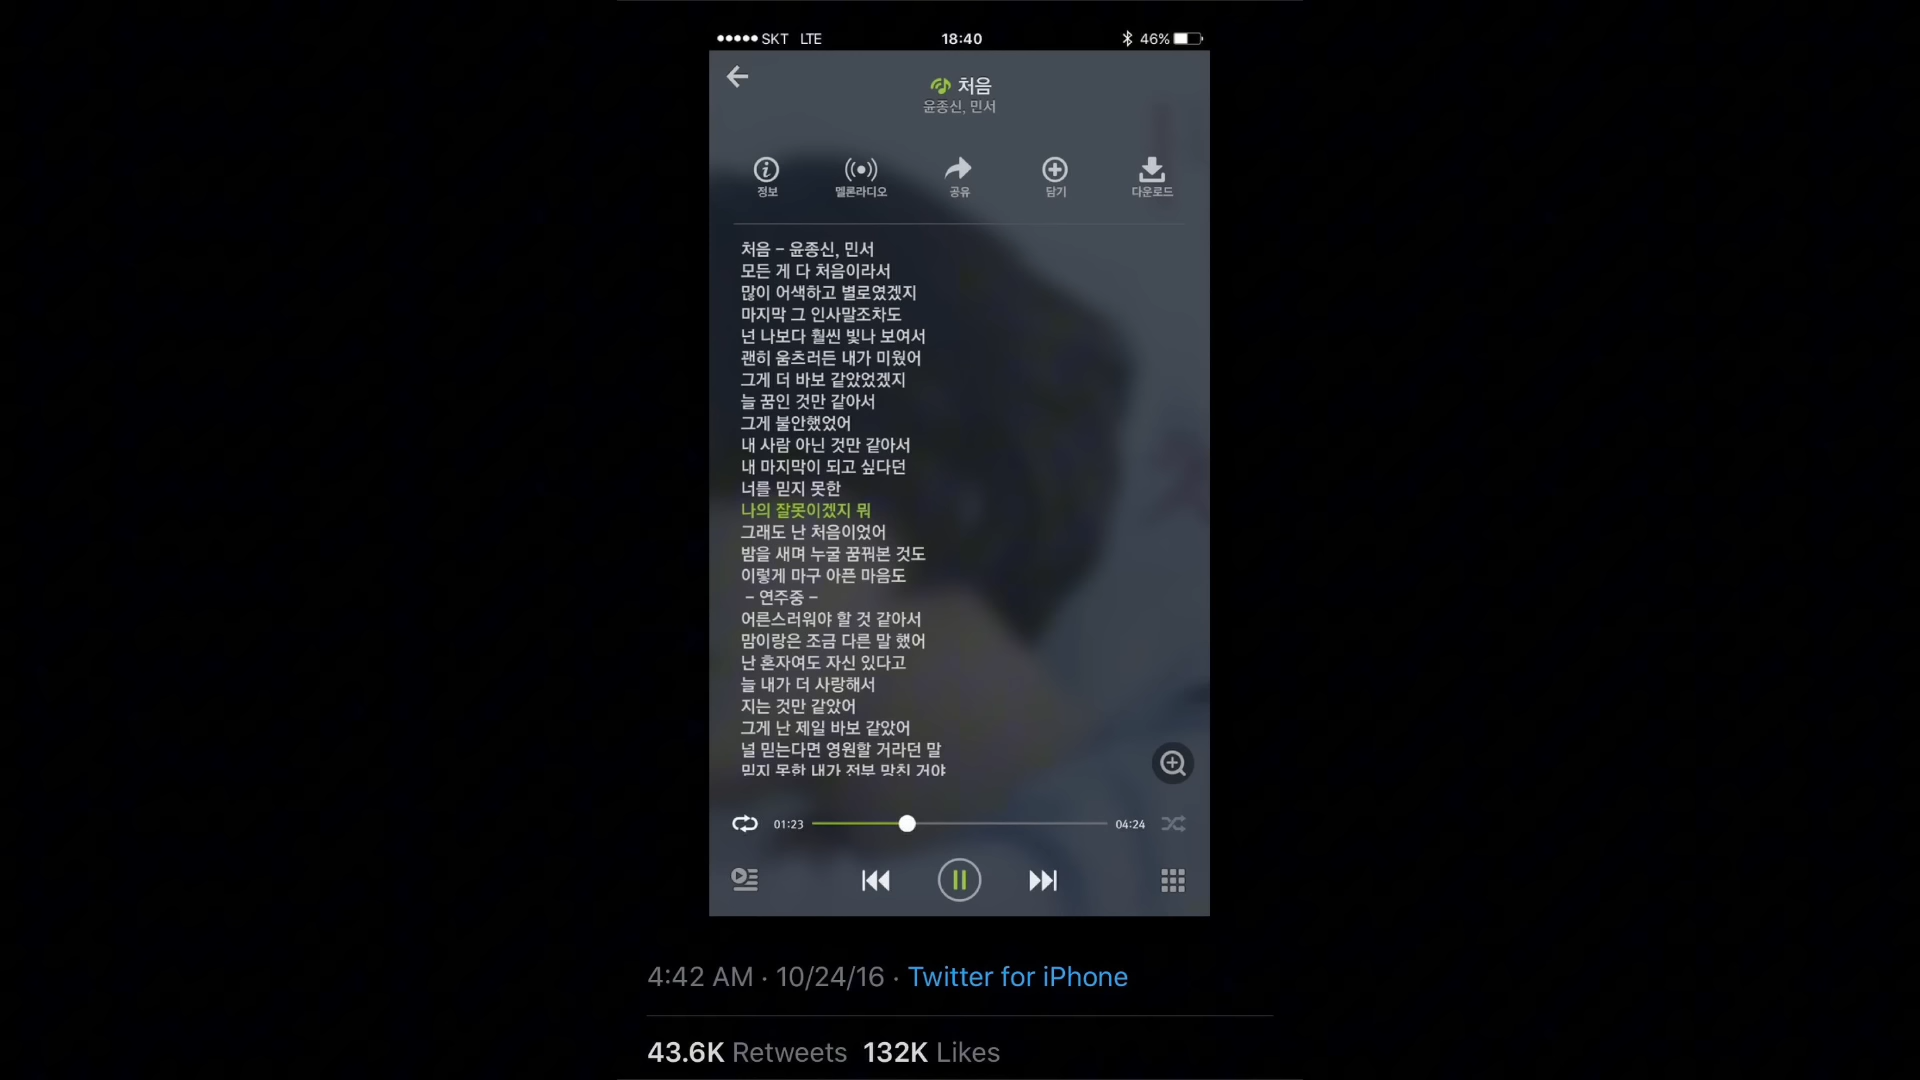 SKT LTE 18:40 46%
처음
윤종신, 민서
정보 멜론라디오 공유 담기 다운로드
처음 – 윤종신, 민서
모든 게 다 처음이라서
많이 어색하고 별로였겠지
마지막 그 인사말조차도
넌 나보다 훨씬 빛나 보여서
괜히 움츠러든 내가 미웠어
그게 더 바보 같았었겠지
늘 꿈인 것만 같아서
그게 불안했었어
내 사람 아닌 것만 같아서
내 마지막이 되고 싶다던
너를 믿지 못한
나의 잘못이겠지 뭐
그래도 난 처음이었어
밤을 새며 누굴 꿈꿔본 것도
이렇게 마구 아픈 마음도
– 연주중 –
어른스러워야 할 것 같아서
맘이랑은 조금 다른 말 했어
난 혼자여도 자신 있다고
늘 내가 더 사랑해서
지는 것만 같았어
그게 난 제일 바보 같았어
널 믿는다면 영원할 거라던 말
믿지 못한 내가 전부 망친 거야
01:23 04:24
4:42 AM · 10/24/16 · Twitter for iPhone
43.6K Retweets 132K Likes